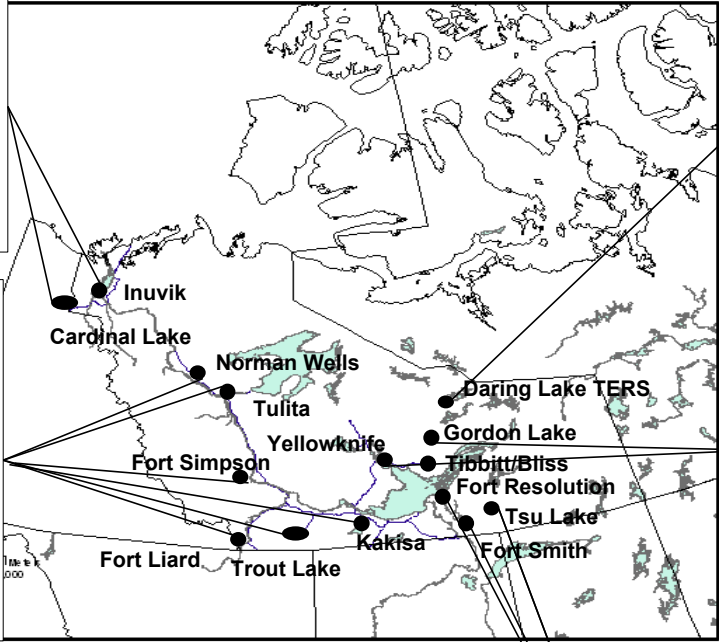 Inuvik
Cardinal Lake
Norman Wells
Daring Lake TERS
Tulita
Gordon Lake
Yellowknife
Fort Simpson
Tibbitt/Bliss
Fort Resolution
Tsu Lake
Kakisa
Fort Smith
Fort Liard
Trout Lake
,000